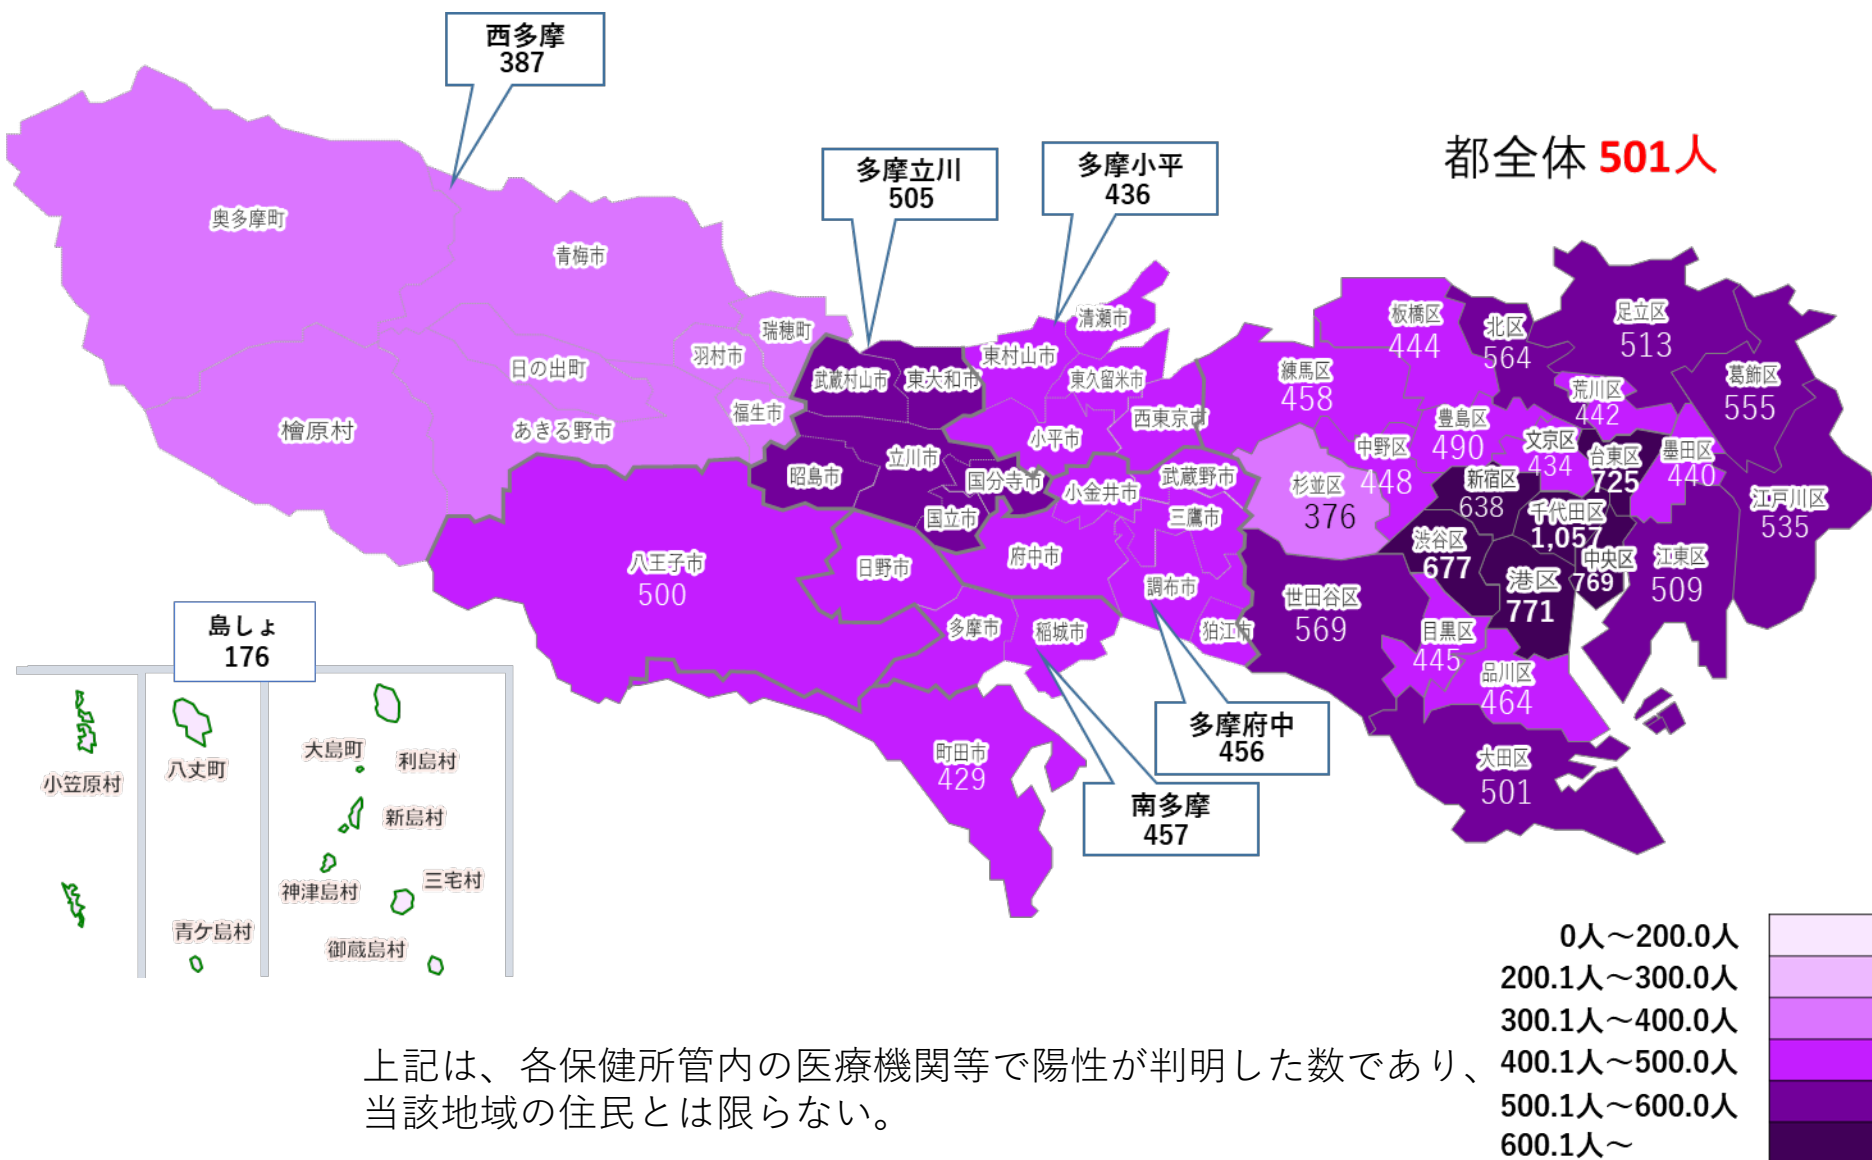 西多摩
387
多摩立川
505
多摩小平
436
都全体 501人
奥多摩町
青梅市
瑞穂町
羽村市
日の出町
福生市
あきる野市
檜原村
武蔵村山市
東大和市
東村山市
清瀬市
東久留米市
西東京市
小平市
立川市
昭島市
国分寺市
国立市
小金井市
武蔵野市
三鷹市
府中市
調布市
狛江市
八王子市
500
日野市
多摩市
稲城市
町田市
429
多摩府中
456
南多摩
457
板橋区
444
北区
564
足立区
513
葛飾区
555
練馬区
458
荒川区
442
豊島区
490
文京区
434
台東区
725
墨田区
440
中野区
448
杉並区
376
新宿区
638
千代田区
1,057
江戸川区
535
渋谷区
677
港区
771
中央区
769
江東区
509
世田谷区
569
目黒区
445
品川区
464
大田区
501
島しょ
176
小笠原村
八丈町
青ケ島村
大島町
利島村
新島村
神津島村
三宅村
御蔵島村
0人～200.0人
200.1人～300.0人
300.1人～400.0人
400.1人～500.0人
500.1人～600.0人
600.1人～
上記は、各保健所管内の医療機関等で陽性が判明した数であり、
当該地域の住民とは限らない。